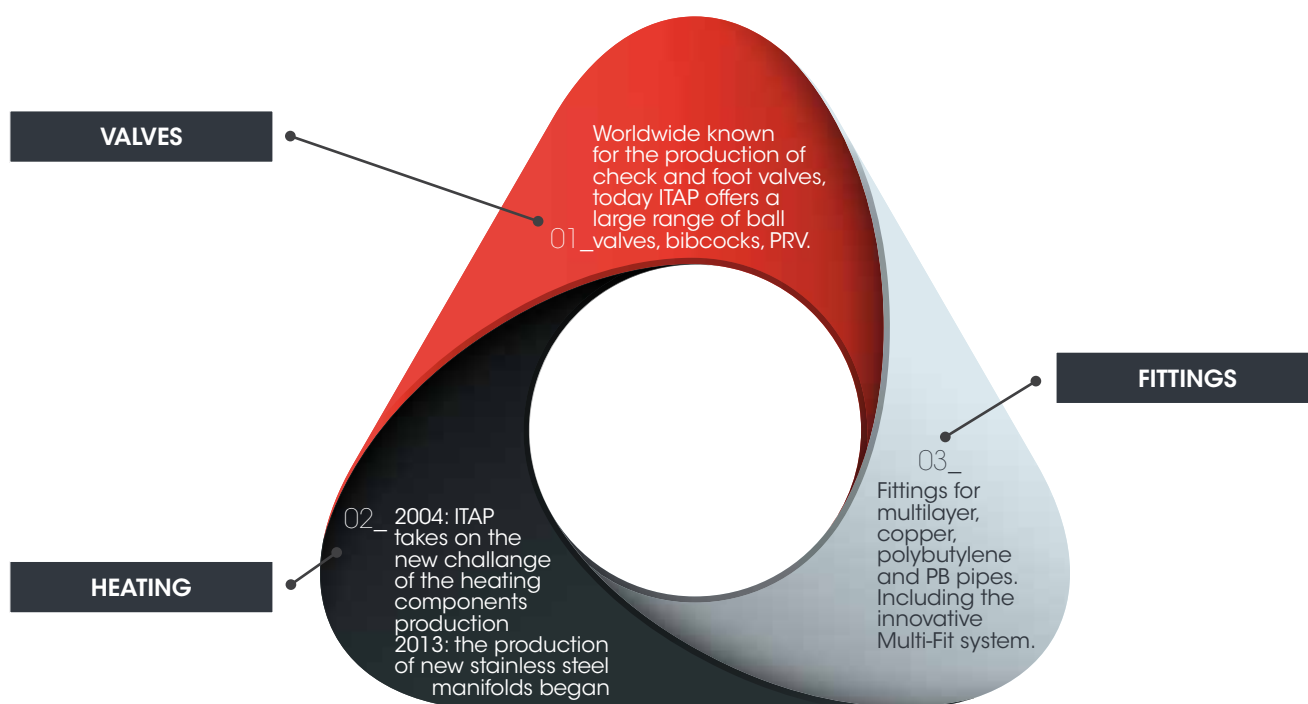 VALVES
Worldwide known
for the production of
check and foot valves,
today ITAP offers a
large range of ball
01_valves, bibcocks, PRV.
FITTINGS
03_
Fittings for
multilayer,
copper,
polybutylene
and PB pipes.
Including the
innovative
Multi-Fit system.
HEATING
02_ 2004: ITAP
takes on the
new challange
of the heating
components
production
2013: the production
of new stainless steel
manifolds began